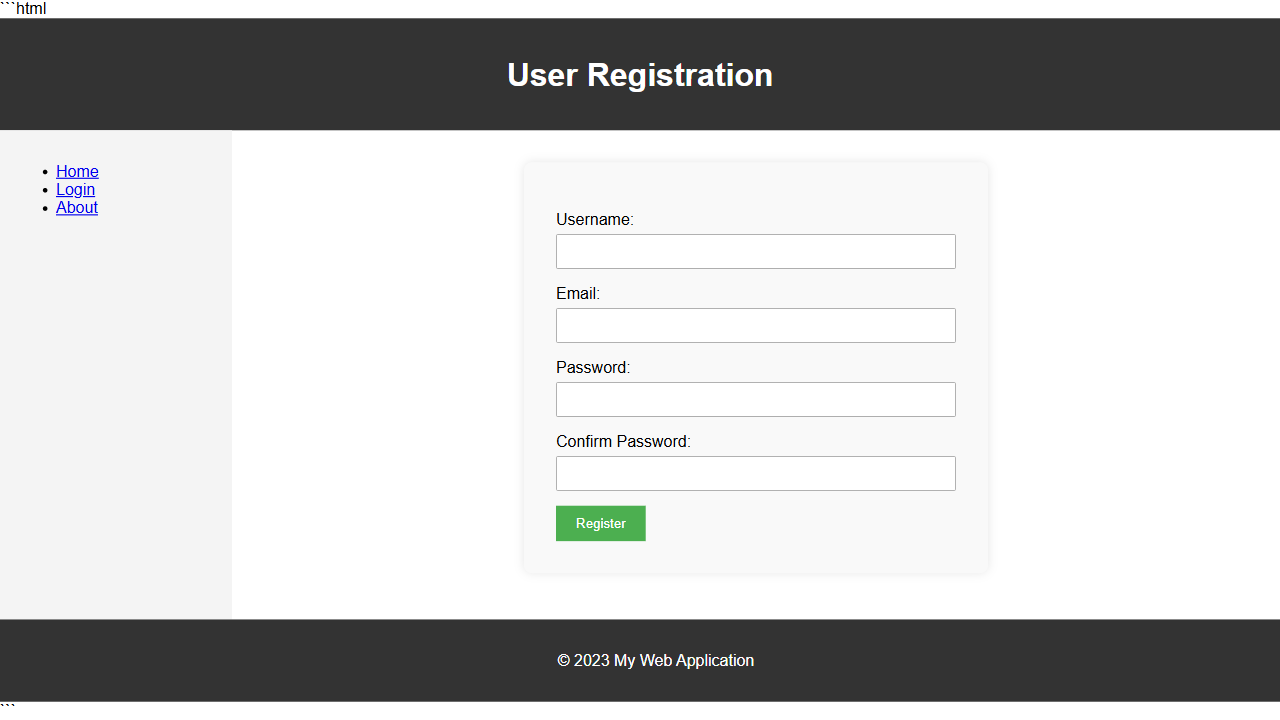 ```html
User Registration
Home
Login
About
Username:
Email:
Password:
Confirm Password:
Register
© 2023 My Web Application
```